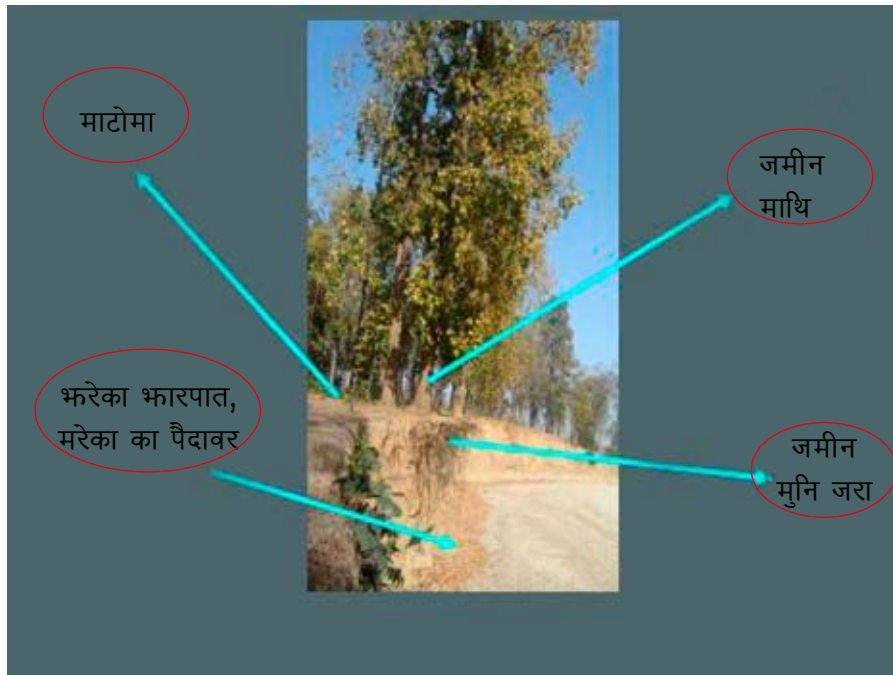 माटोमा
जमीन
माथि
झरेका झारपात,
मरेका का पैदावर
जमीन
मुनि जरा